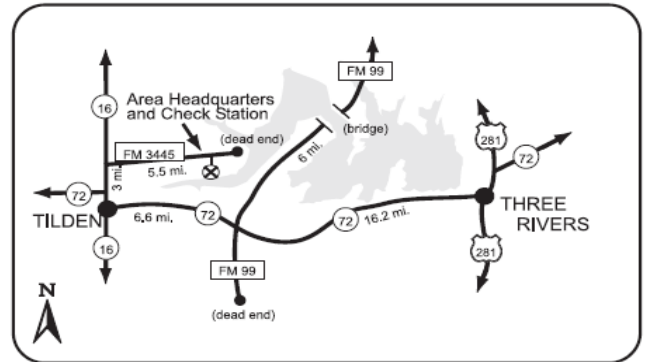 FM 99
16
Area Headquarters
and Check Station
(dead end)
(bridge)
281
72
FM 3445
5.5 mi.
3 mi.
6 mi.
72
TILDEN
6.6 mi.
72
72
16.2 mi.
THREE
RIVERS
16
281
FM 99
N
(dead end)